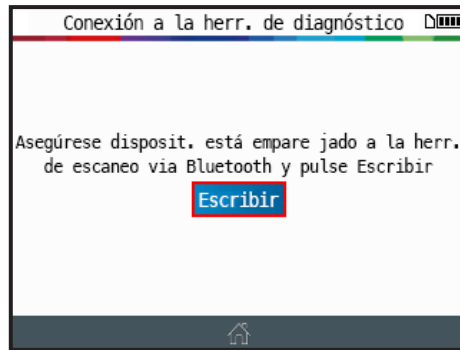 Conexión a la herr. de diagnóstico
Asegúrese disposit. está empare jado a la herr.
de escaneo via Bluetooth y pulse Escribir
Escribir